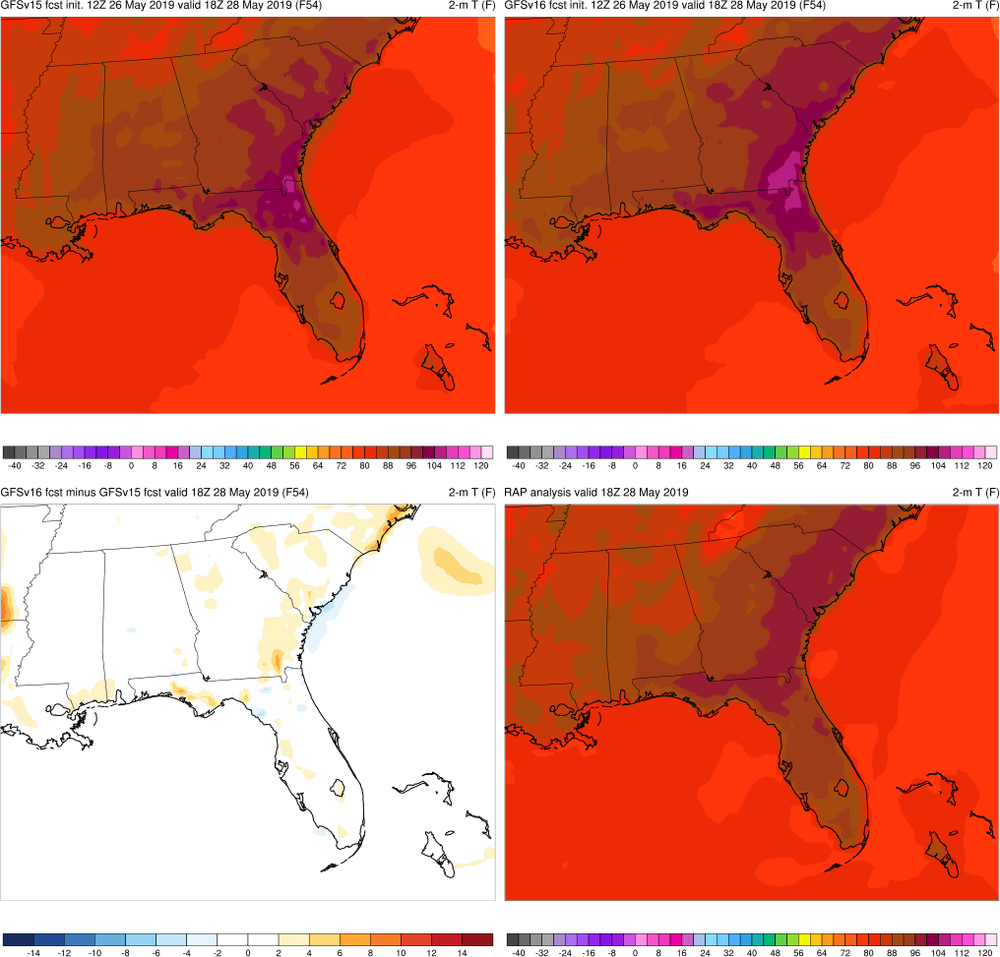 GFSv15 fcst init. 12Z 26 May 2019 valid 18Z 28 May 2019 (F54) 2-m T (F)
GFSv16 fcst init. 12Z 26 May 2019 valid 18Z 28 May 2019 (F54) 2-m T (F)
-40 -32 -24 -16 -8 0 8 16 24 32 40 48 56 64 72 80 88 96 104 112 120
-40 -32 -24 -16 -8 0 8 16 24 32 40 48 56 64 72 80 88 96 104 112 120
GFSv16 fcst minus GFSv15 fcst valid 18Z 28 May 2019 (F54) 2-m T (F)
RAP analysis valid 18Z 28 May 2019 2-m T (F)
-14 -12 -10 -8 -6 -4 -2 0 2 4 6 8 10 12 14
-40 -32 -24 -16 -8 0 8 16 24 32 40 48 56 64 72 80 88 96 104 112 120